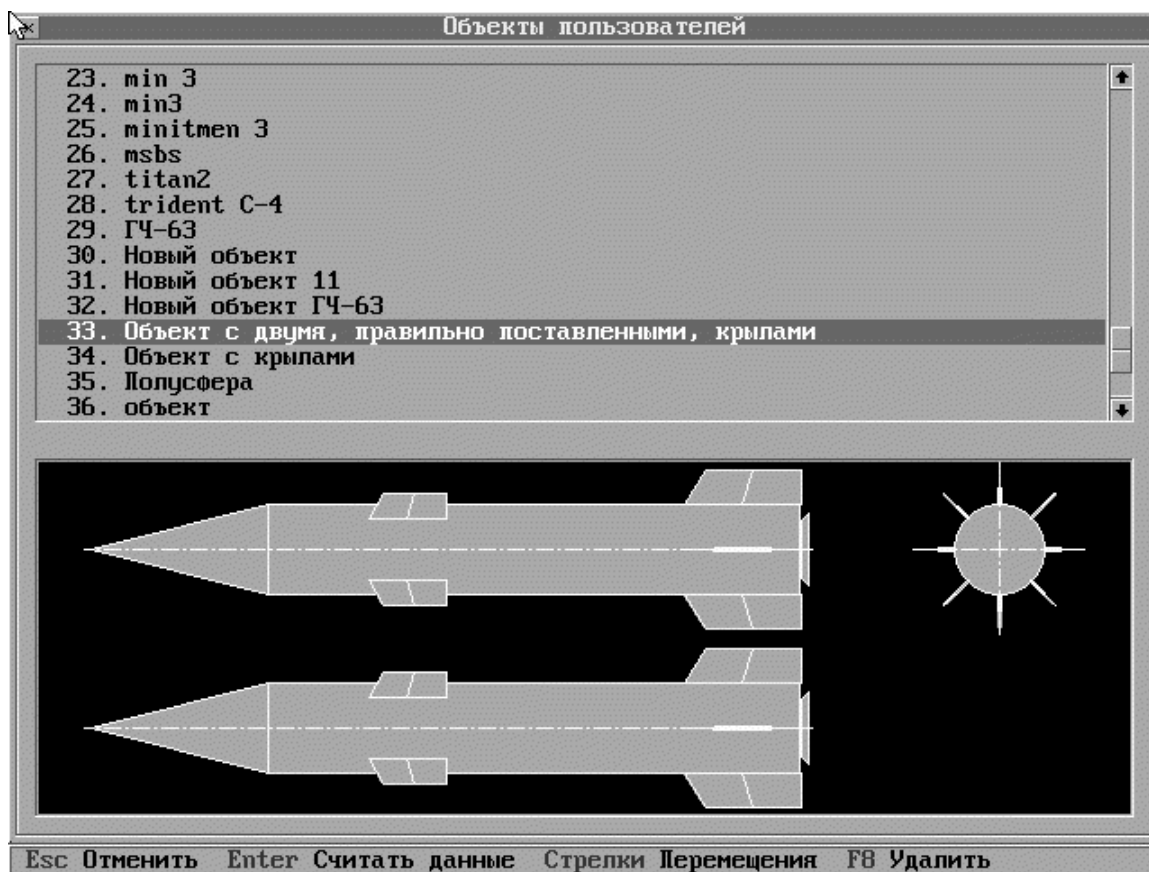 Объекты пользователей
23. min 3
24. min3
25. minitmen 3
26. msbs
27. titan2
28. trident C-4
29. ГЧ-63
30. Новый объект
31. Новый объект 11
32. Новый объект ГЧ-63
33. Объект с двумя, правильно поставленными, крылами
34. Объект с крылами
35. Полусфера
36. объект
Esc Отменить Enter Считать данные Стрелки Перемещения F8 Удалить